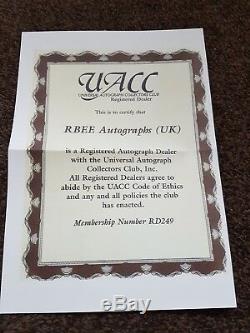 UACC
UNIVERSAL AUTOGRAPH COLLECTORS CLUB
Registered Dealer
This is to certify that
RBEE Autographs (UK)
is a Registered Autograph Dealer
with the Universal Autograph
Collectors Club, Inc.
All Registered Dealers agree to
abide by the UACC Code of Ethics
and any and all policies the club
has enacted.
Membership Number RD249